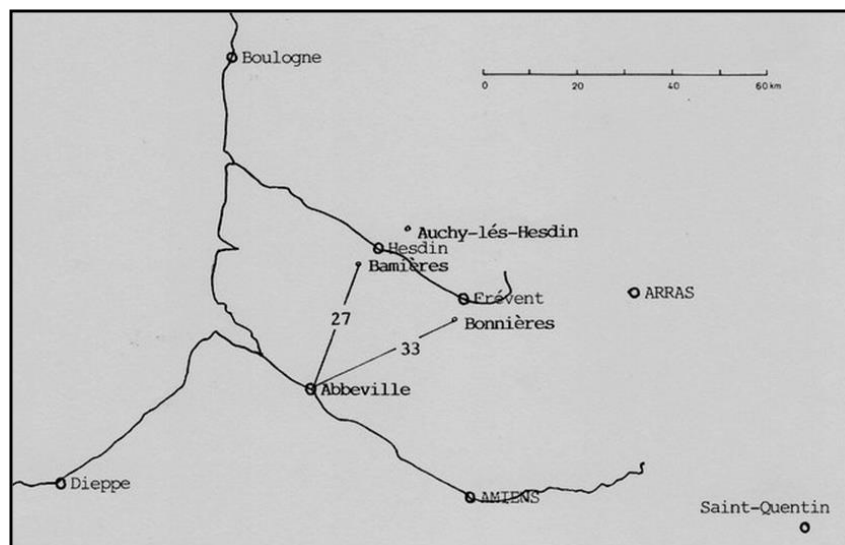 Boulogne
0 20 40 60 km
Auchy-lés-Hesdin
Hesdin
Bamières
Frévent
ARRAS
27
Bonnières
33
Abbeville
Dieppe
AMIENS
Saint-Quentin